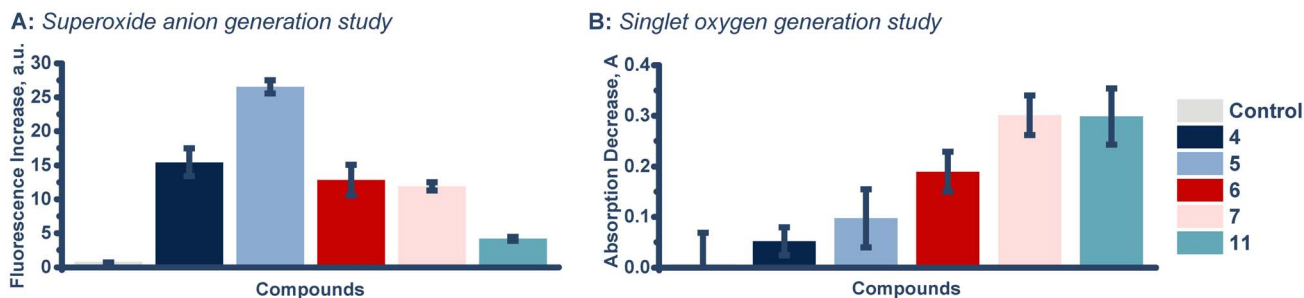 A: Superoxide anion generation study
Fluorescence Increase, a.u.
30
25
20
15
10
5
0
Compounds
B: Singlet oxygen generation study
Absorption Decrease, A
0.4
0.3
0.2
0.1
0.0
Compounds
Control
4
5
6
7
11